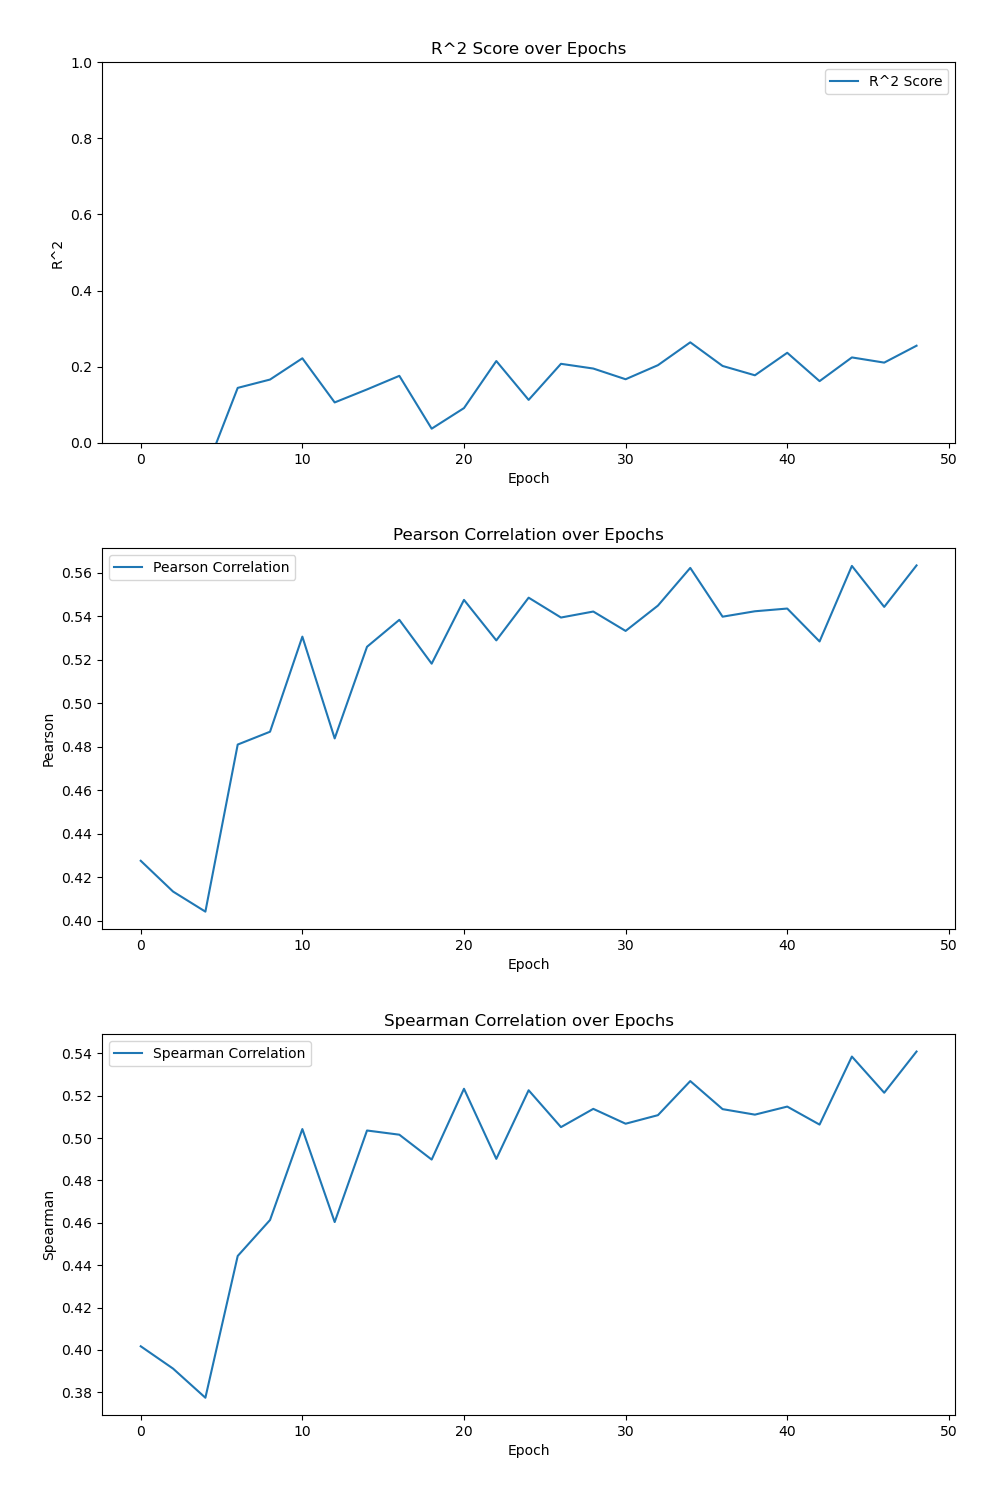 R^2 Score over Epochs
1.0
R^2 Score
0.8
0.6
R^2
0.4
0.2
0.0
0 10 20 30 40 50
Epoch
Pearson Correlation over Epochs
Pearson Correlation
0.56
0.54
0.52
0.50
Pearson
0.48
0.46
0.44
0.42
0.40
0 10 20 30 40 50
Epoch
Spearman Correlation over Epochs
Spearman Correlation
0.54
0.52
0.50
0.48
Spearman
0.46
0.44
0.42
0.40
0.38
0 10 20 30 40 50
Epoch